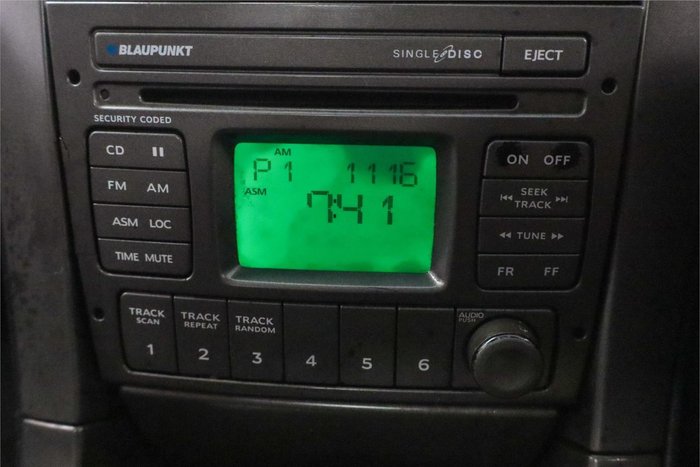 BLAUPUNKT
SINGLE DISC
EJECT
SECURITY CODED
CD
FM AM
ASM LOC
TIME MUTE
AM
P1 1116
ASM
7:41
ON OFF
SEEK
TRACK
TUNE
FR FF
TRACK
SCAN
1
TRACK
REPEAT
2
TRACK
RANDOM
3
4
5
6
AUDIO
PUSH